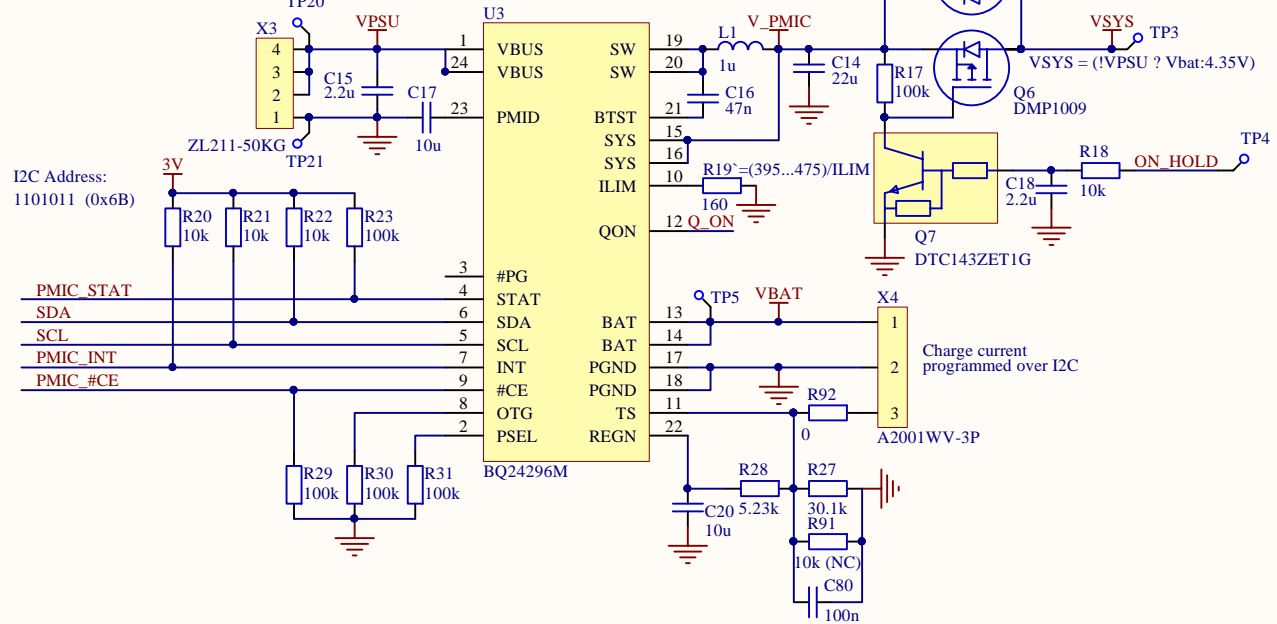 TP20
U3
X3
VPSU
4
3
2
1
C15
2.2u
C17
10u
ZL211-50KG
TP21
1
24
23
VBUS
VBUS
PMID
SW
SW
BTST
SYS
SYS
ILIM
QON
19
20
21
15
16
10
12
Q_ON
L1
1u
V_PMIC
C16
47n
C14
22u
R17
100k
VSYS
TP3
VSYS = (!VPSU ? Vbat:4.35V)
Q6
DMP1009
R19`=(395...475)/ILIM
160
TP4
ON_HOLD
R18
10k
C18
2.2u
Q7
DTC143ZET1G
I2C Address:
1101011 (0x6B)
3V
R20
10k
R21
10k
R22
10k
R23
100k
PMIC_STAT
SDA
SCL
PMIC_INT
PMIC_#CE
3
4
6
5
7
9
8
2
#PG
STAT
SDA
SCL
INT
#CE
OTG
PSEL
BAT
BAT
PGND
PGND
TS
REGN
13
14
17
18
11
22
BQ24296M
TP5
VBAT
X4
1
2
3
A2001WV-3P
Charge current
programmed over I2C
R92
0
R29
100k
R30
100k
R31
100k
C20
10u
R28
5.23k
R27
30.1k
R91
10k (NC)
C80
100n